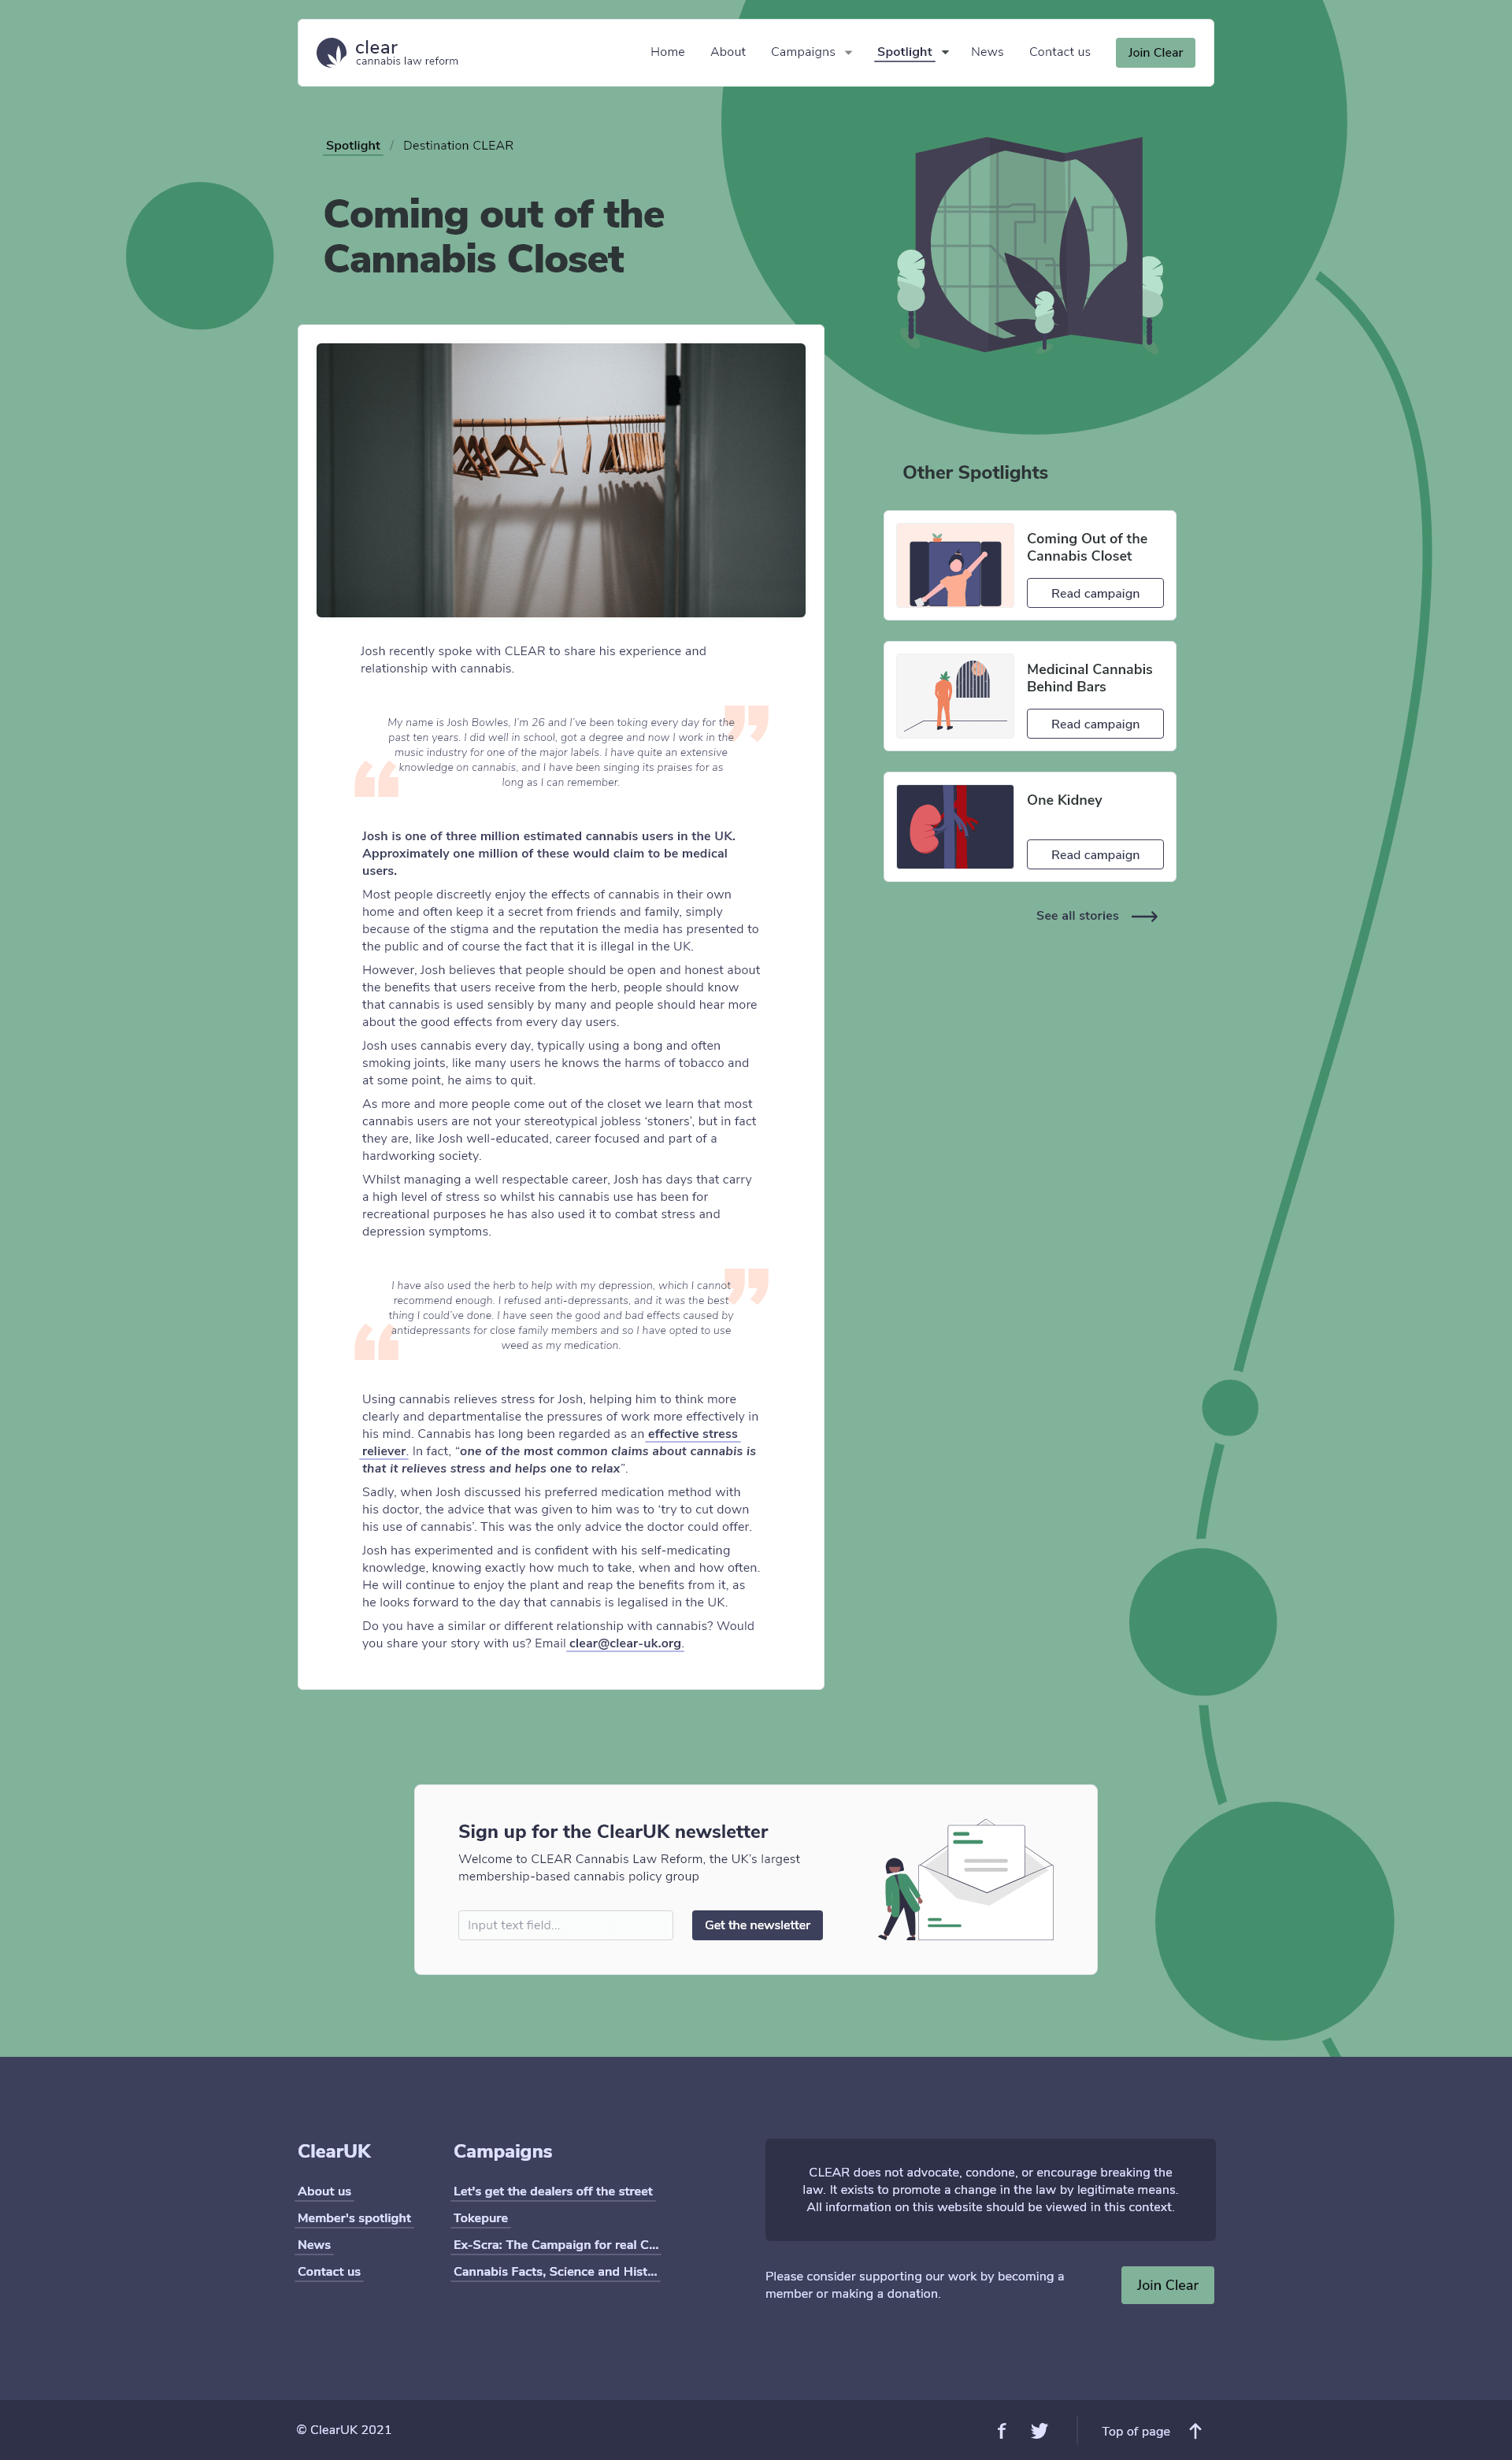 clear
cannabis law reform
Home About Campaigns Spotlight News Contact us Join Clear
Spotlight / Destination CLEAR
Coming out of the
Cannabis Closet
Josh recently spoke with CLEAR to share his experience and
relationship with cannabis.
My name is Josh Bowles, I’m 26 and I’ve been toking every day for the
past ten years. I did well in school, got a degree and now I work in the
music industry for one of the major labels. I have quite an extensive
knowledge on cannabis, and I have been singing its praises for as
long as I can remember.
Josh is one of three million estimated cannabis users in the UK.
Approximately one million of these would claim to be medical
users.
Most people discreetly enjoy the effects of cannabis in their own
home and often keep it a secret from friends and family, simply
because of the stigma and the reputation the media has presented to
the public and of course the fact that it is illegal in the UK.
However, Josh believes that people should be open and honest about
the benefits that users receive from the herb, people should know
that cannabis is used sensibly by many and people should hear more
about the good effects from every day users.
Josh uses cannabis every day, typically using a bong and often
smoking joints, like many users he knows the harms of tobacco and
at some point, he aims to quit.
As more and more people come out of the closet we learn that most
cannabis users are not your stereotypical jobless ‘stoners’, but in fact
they are, like Josh well-educated, career focused and part of a
hardworking society.
Whilst managing a well respectable career, Josh has days that carry
a high level of stress so whilst his cannabis use has been for
recreational purposes he has also used it to combat stress and
depression symptoms.
I have also used the herb to help with my depression, which I cannot
recommend enough. I refused anti-depressants, and it was the best
thing I could’ve done. I have seen the good and bad effects caused by
antidepressants for close family members and so I have opted to use
weed as my medication.
Using cannabis relieves stress for Josh, helping him to think more
clearly and departmentalise the pressures of work more effectively in
his mind. Cannabis has long been regarded as an effective stress
reliever. In fact, “one of the most common claims about cannabis is
that it relieves stress and helps one to relax”.
Sadly, when Josh discussed his preferred medication method with
his doctor, the advice that was given to him was to ‘try to cut down
his use of cannabis’. This was the only advice the doctor could offer.
Josh has experimented and is confident with his self-medicating
knowledge, knowing exactly how much to take, when and how often.
He will continue to enjoy the plant and reap the benefits from it, as
he looks forward to the day that cannabis is legalised in the UK.
Do you have a similar or different relationship with cannabis? Would
you share your story with us? Email clear@clear-uk.org.
Other Spotlights
Coming Out of the
Cannabis Closet
Read campaign
Medicinal Cannabis
Behind Bars
Read campaign
One Kidney
Read campaign
See all stories
Sign up for the ClearUK newsletter
Welcome to CLEAR Cannabis Law Reform, the UK’s largest
membership-based cannabis policy group
Input text field...
Get the newsletter
ClearUK
About us
Member's spotlight
News
Contact us
Campaigns
Let's get the dealers off the street
Tokepure
Ex-Scra: The Campaign for real C...
Cannabis Facts, Science and Hist...
CLEAR does not advocate, condone, or encourage breaking the
law. It exists to promote a change in the law by legitimate means.
All information on this website should be viewed in this context.
Please consider supporting our work by becoming a
member or making a donation.
Join Clear
© ClearUK 2021
Top of page